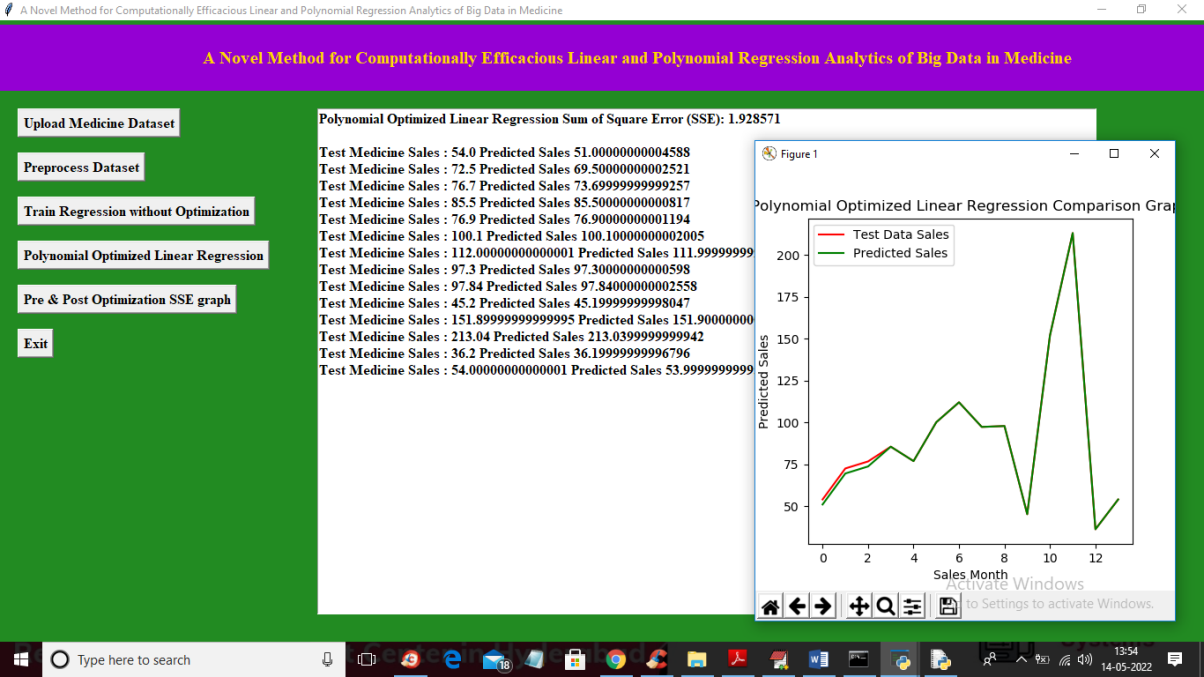 A Novel Method for Computationally Efficacious Linear and Polynomial Regression Analytics of Big Data in Medicine
A Novel Method for Computationally Efficacious Linear and Polynomial Regression Analytics of Big Data in Medicine
Upload Medicine Dataset
Preprocess Dataset
Train Regression without Optimization
Polynomial Optimized Linear Regression
Pre & Post Optimization SSE graph
Exit
Polynomial Optimized Linear Regression Sum of Square Error (SSE): 1.928571
Test Medicine Sales : 54.0 Predicted Sales 51.00000000004588
Test Medicine Sales : 72.5 Predicted Sales 69.50000000002521
Test Medicine Sales : 76.7 Predicted Sales 73.69999999999257
Test Medicine Sales : 85.5 Predicted Sales 85.50000000000817
Test Medicine Sales : 76.9 Predicted Sales 76.90000000001194
Test Medicine Sales : 100.1 Predicted Sales 100.10000000002005
Test Medicine Sales : 112.00000000000001 Predicted Sales 111.99999999
Test Medicine Sales : 97.3 Predicted Sales 97.30000000000598
Test Medicine Sales : 97.84 Predicted Sales 97.84000000002558
Test Medicine Sales : 45.2 Predicted Sales 45.19999999998047
Test Medicine Sales : 151.89999999999995 Predicted Sales 151.900000000
Test Medicine Sales : 213.04 Predicted Sales 213.0399999999942
Test Medicine Sales : 36.2 Predicted Sales 36.19999999996796
Test Medicine Sales : 54.00000000000001 Predicted Sales 53.9999999999
Figure 1
Polynomial Optimized Linear Regression Comparison Gra
Test Data Sales
Predicted Sales
200
175
150
125
100
75
50
Predicted Sales
0 2 4 6 8 10 12
Sales Month
Activate Windows
to Settings to activate Windows.
Type here to search
18
13:54
14-05-2022